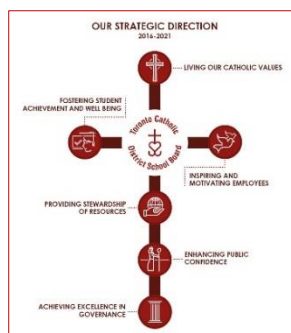 OUR STRATEGIC DIRECTION
2016-2021
LIVING OUR CATHOLIC VALUES
FOSTERING STUDENT
ACHIEVEMENT AND WELL BEING
Toronto Catholic
District School Board
INSPIRING AND
MOTIVATING EMPLOYEES
PROVIDING STEWARDSHIP
OF RESOURCES
ENHANCING PUBLIC
CONFIDENCE
ACHIEVING EXCELLENCE IN
GOVERNANCE